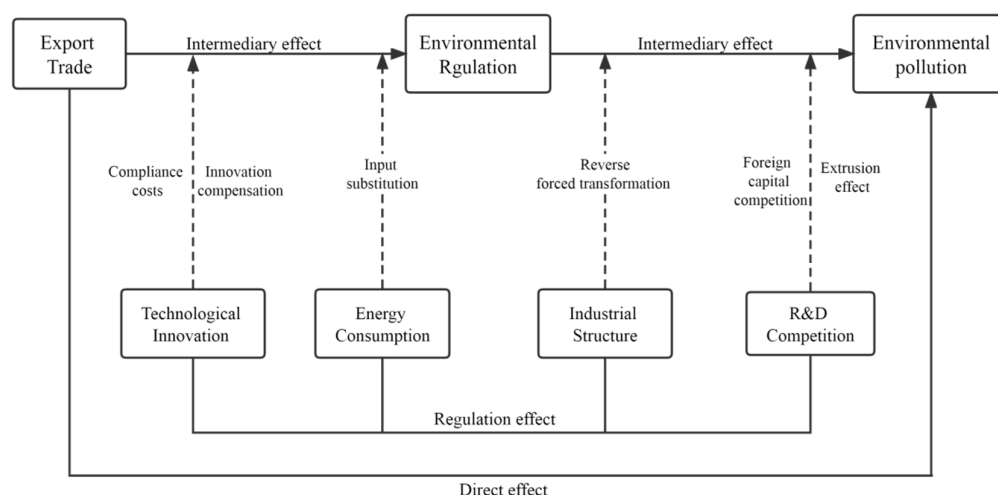 Export
Trade
Intermediary effect
Environmental
Rgulation
Intermediary effect
Environmental
pollution
Compliance
costs
Innovation
compensation
Input
substitution
Reverse
forced transformation
Foreign
capital
competition
Extrusion
effect
Technological
Innovation
Energy
Consumption
Industrial
Structure
R&D
Competition
Regulation effect
Direct effect